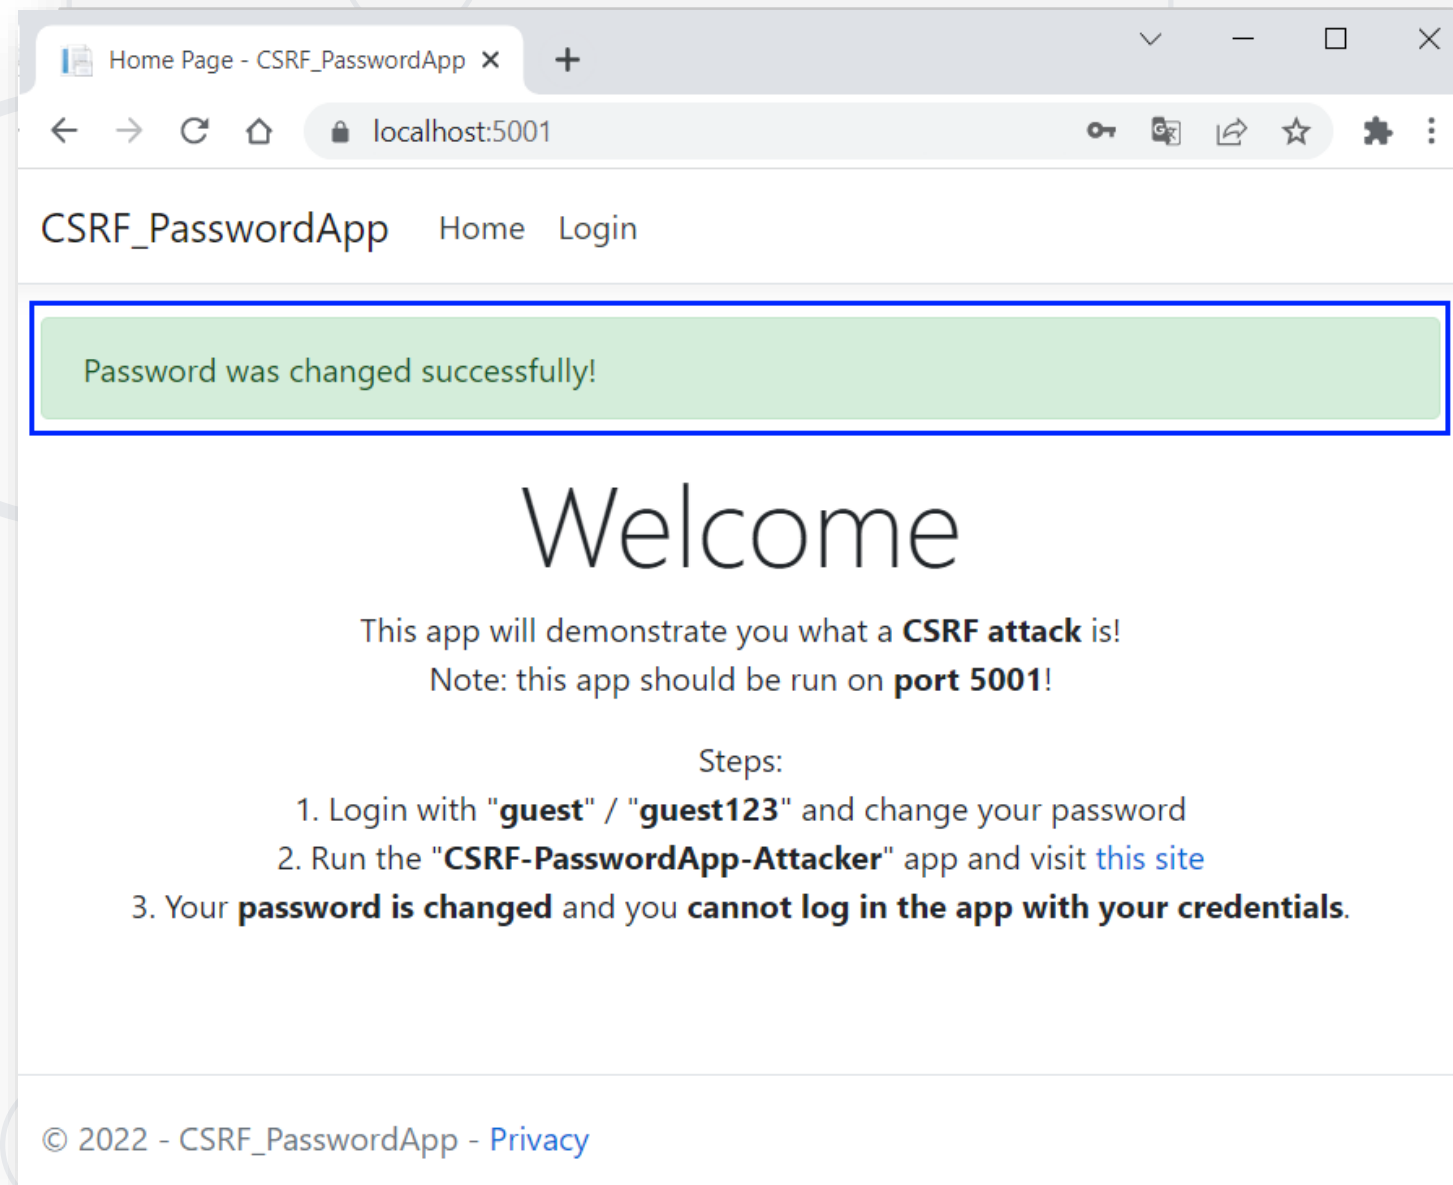 Home Page - CSRF_PasswordApp
localhost:5001
CSRF_PasswordApp Home Login
Password was changed successfully!
Welcome
This app will demonstrate you what a CSRF attack is!
Note: this app should be run on port 5001!
Steps:
1. Login with "guest" / "guest123" and change your password
2. Run the "CSRF-PasswordApp-Attacker" app and visit this site
3. Your password is changed and you cannot log in the app with your credentials.
© 2022 - CSRF_PasswordApp - Privacy